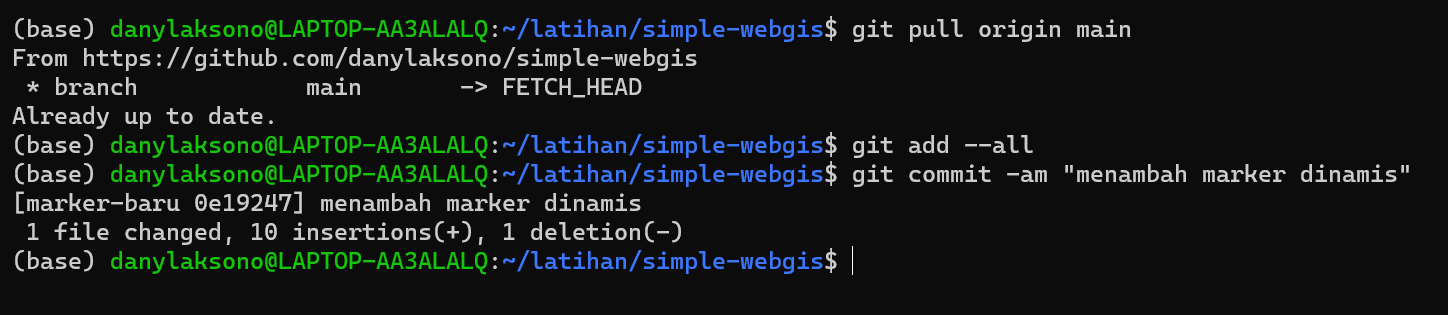 (base) danylaksono@LAPTOP-AA3ALALQ:~/latihan/simple-webgis$ git pull origin main
From https://github.com/danylaksono/simple-webgis
 * branch            main       -> FETCH_HEAD
Already up to date.
(base) danylaksono@LAPTOP-AA3ALALQ:~/latihan/simple-webgis$ git add --all
(base) danylaksono@LAPTOP-AA3ALALQ:~/latihan/simple-webgis$ git commit -am "menambah marker dinamis"
[marker-baru 0e19247] menambah marker dinamis
 1 file changed, 10 insertions(+), 1 deletion(-)
(base) danylaksono@LAPTOP-AA3ALALQ:~/latihan/simple-webgis$